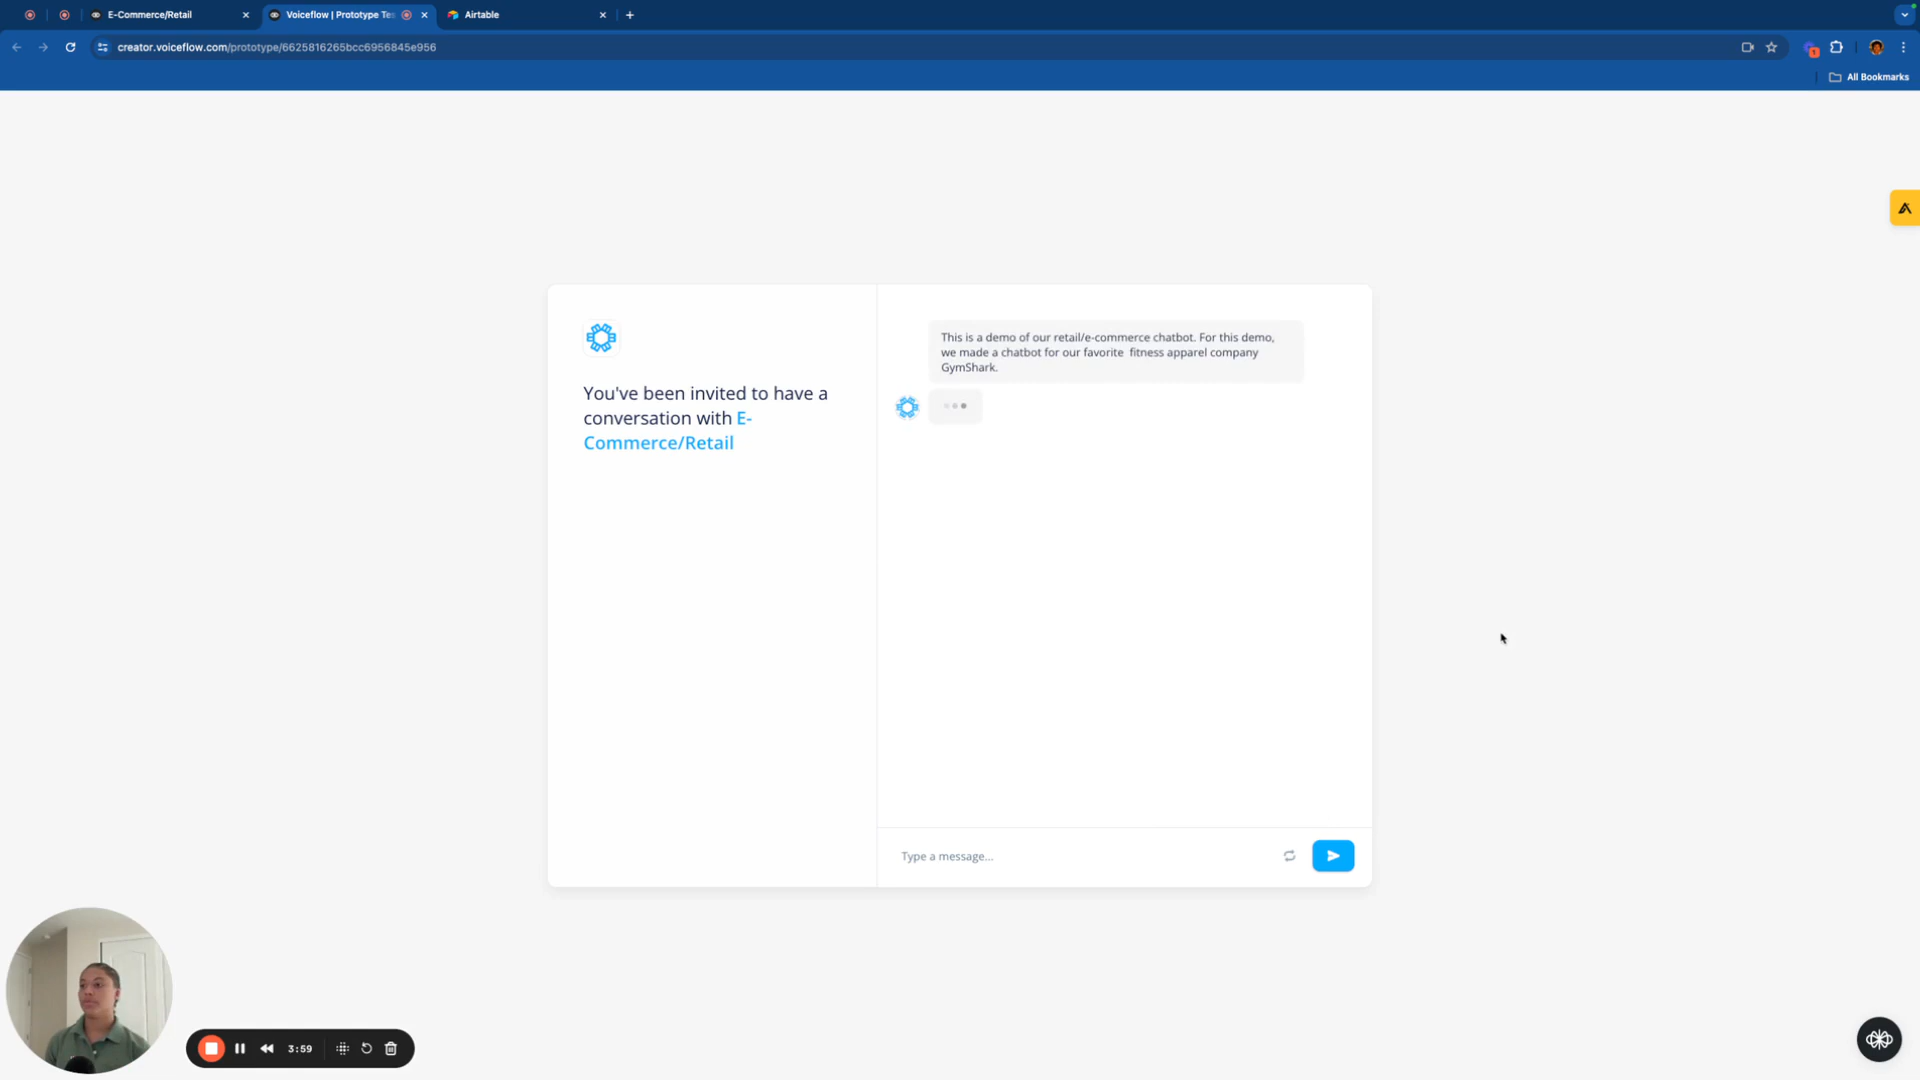 E-Commerce/Retail
Voiceflow | Prototype Tes
Airtable
creator.voiceflow.com/prototype/6625816265bcc6956845e956
1
All Bookmarks
You've been invited to have a
conversation with E-
Commerce/Retail
This is a demo of our retail/e-commerce chatbot. For this demo,
we made a chatbot for our favorite fitness apparel company
GymShark.
Type a message...
3:59